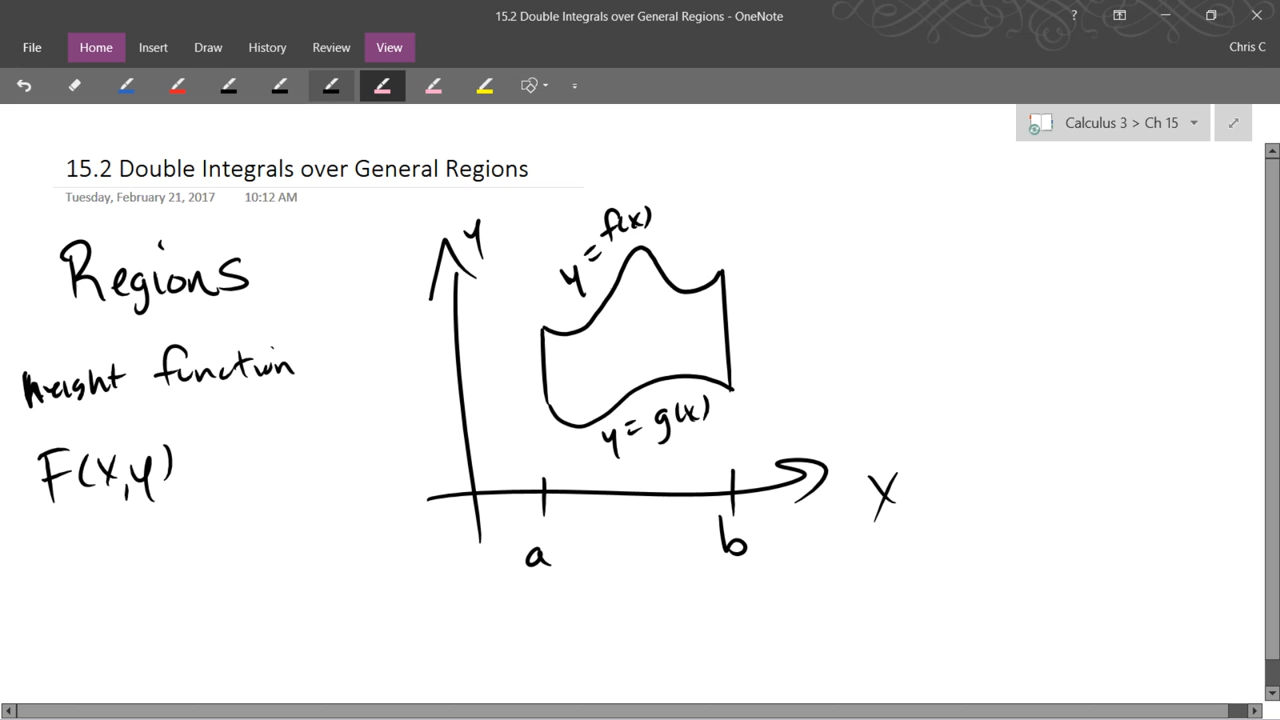 15.2 Double Integrals over General Regions - OneNote
?
File
Home
Insert
Draw
History
Review
View
Chris C
Calculus 3 > Ch 15
15.2 Double Integrals over General Regions
Tuesday, February 21, 2017 10:12 AM
Regions
height function
F(x,y)
y
y = f(x)
y = g(x)
x
a
b